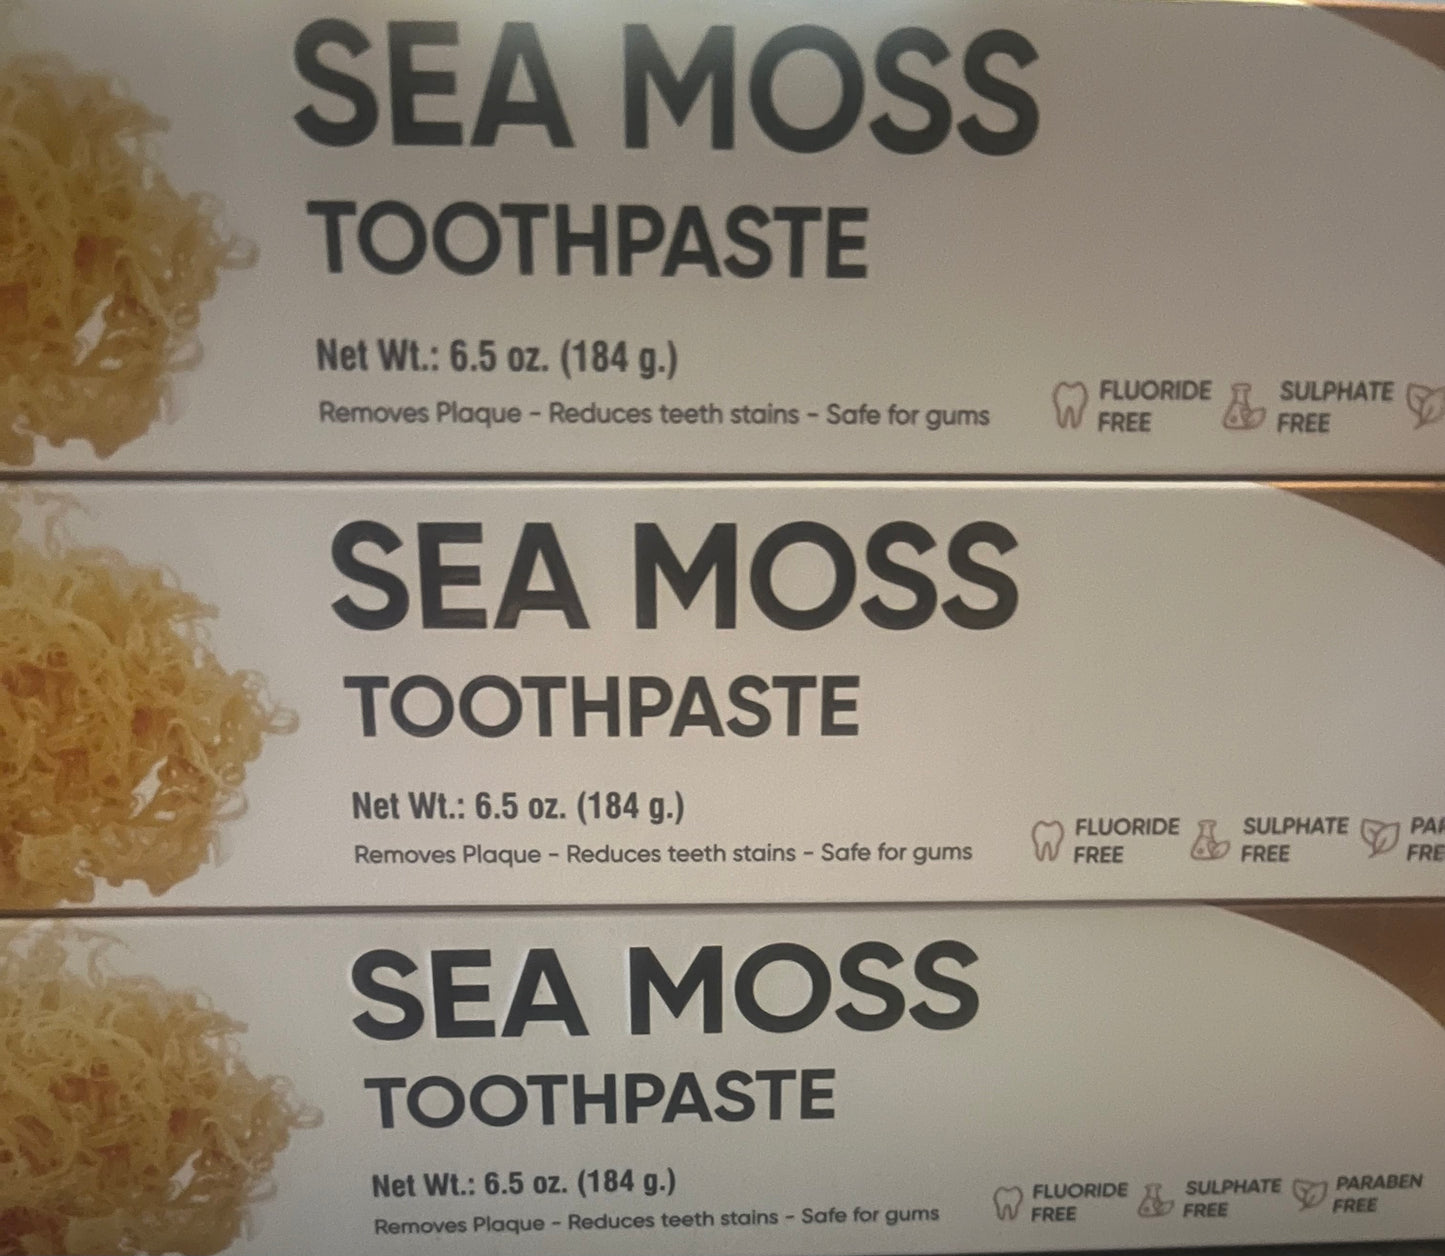 SEA MOSS
TOOTHPASTE
Net Wt.: 6.5 oz. (184 g.)
Removes Plaque - Reduces teeth stains - Safe for gums
FLUORIDE
FREE
SULPHATE
FREE
SEA MOSS
TOOTHPASTE
Net Wt.: 6.5 oz. (184 g.)
Removes Plaque - Reduces teeth stains - Safe for gums
FLUORIDE
FREE
SULPHATE
FREE
SEA MOSS
TOOTHPASTE
Net Wt.: 6.5 oz. (184 g.)
Removes Plaque - Reduces teeth stains - Safe for gums
FLUORIDE
FREE
SULPHATE
FREE
PARABEN
FREE